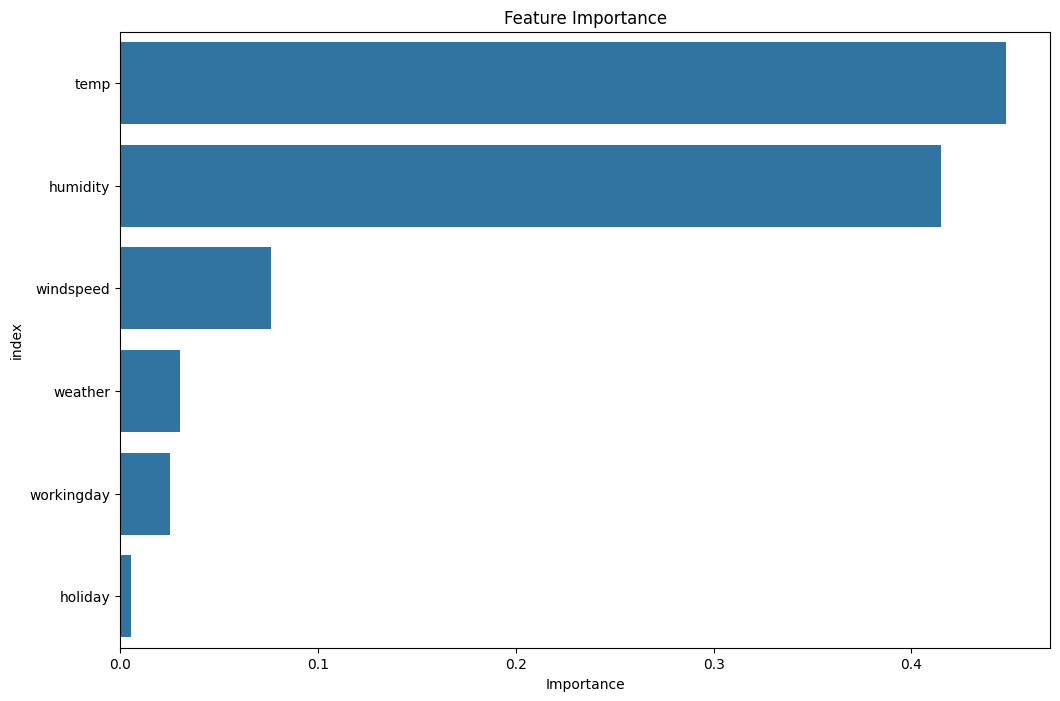 Feature Importance
temp
humidity
windspeed
weather
workingday
holiday
index
0.0
0.1
0.2
0.3
0.4
Importance